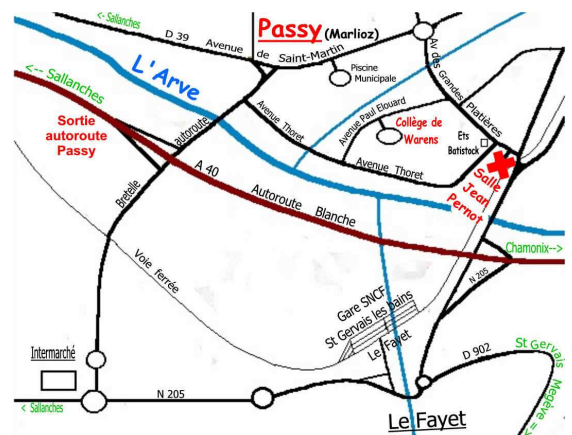 <- Sallanches
Passy (Marlioz)
D 39 Avenue de Saint-Martin
Av des Grandes Platières
Piscine
Municipale
L'Arve
<-- Sallanches
Sortie
autoroute
Passy
Bretelle autoroute
Avenue Thoret
Avenue Paul Elouard
Collège de
Warens
Ets
Batistock
Avenue Thoret
Salle
Jean
Pernot
A 40 Autoroute Blanche
Chamonix-->
N 205
Voie ferrée
Gare SNCF
St Gervais les bains
Le Fayet
Intermarché
D 902
St Gervais
Megève =>
N 205
< Sallanches
Le Fayet